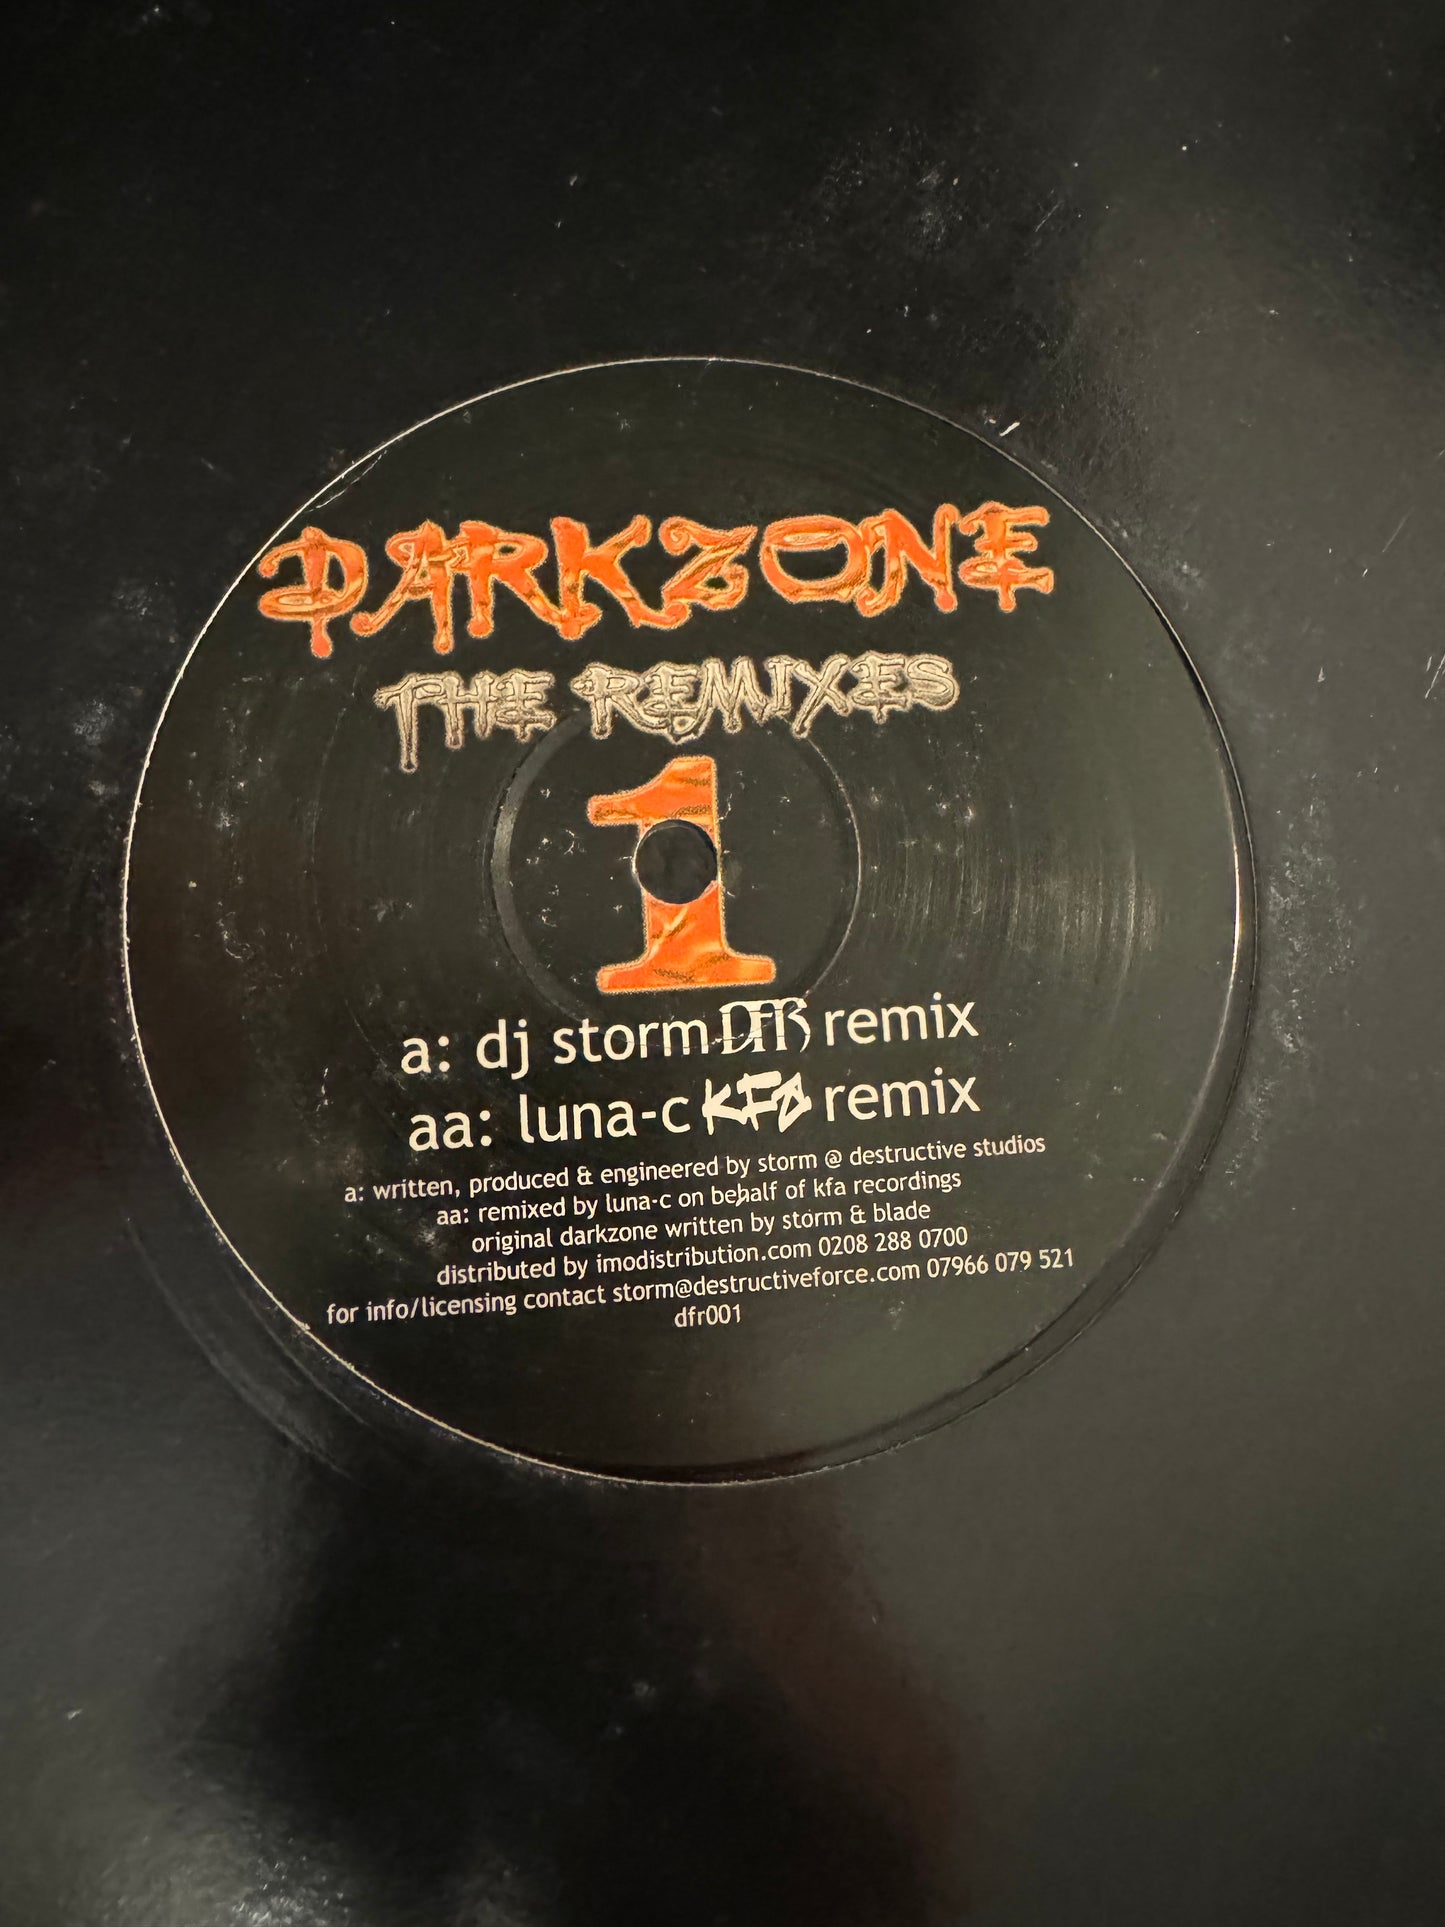 DARKZONE
THE REMIXES
1
a: dj storm DFR remix
aa: luna-c KFA remix
a: written, produced & engineered by storm @ destructive studios
aa: remixed by luna-c on behalf of kfa recordings
original darkzone written by storm & blade
distributed by imodistribution.com 0208 288 0700
for info/licensing contact storm@destructiveforce.com 07966 079 521
dfr001